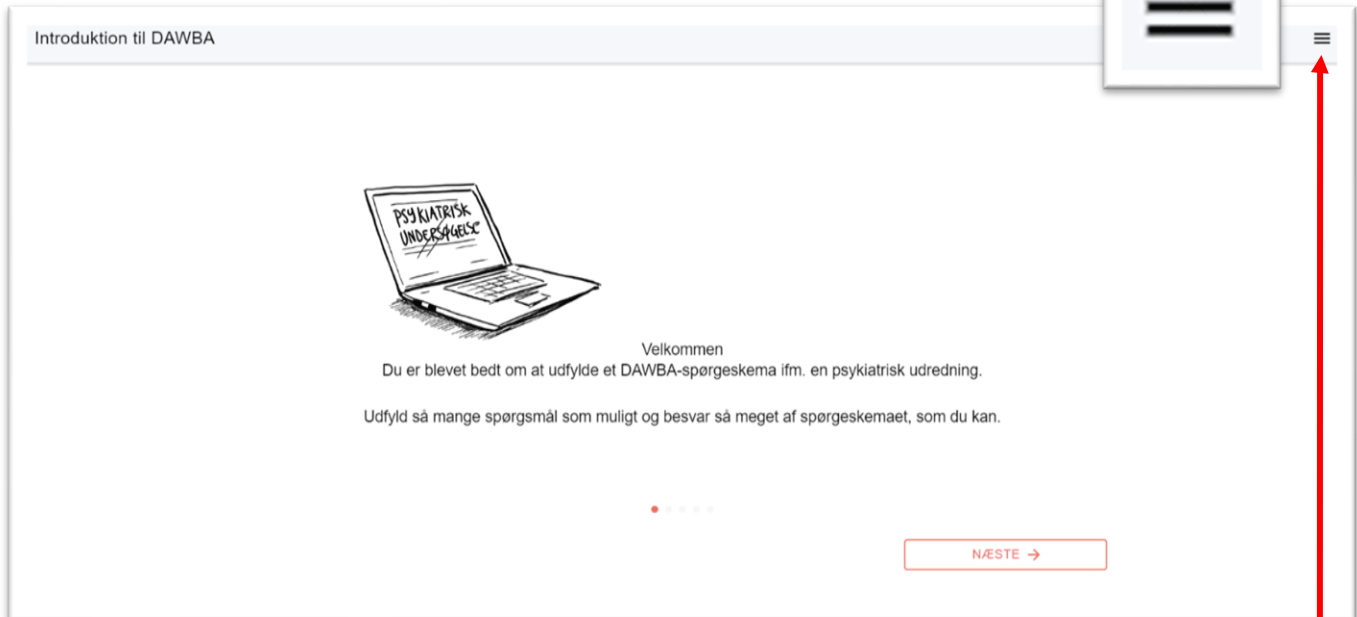 Introduktion til DAWBA
PSYKIATRISK
UNDERSØGELSE
Velkommen
Du er blevet bedt om at udfylde et DAWBA-spørgeskema ifm. en psykiatrisk udredning.
Udfyld så mange spørgsmål som muligt og besvar så meget af spørgeskemaet, som du kan.
NÆSTE →